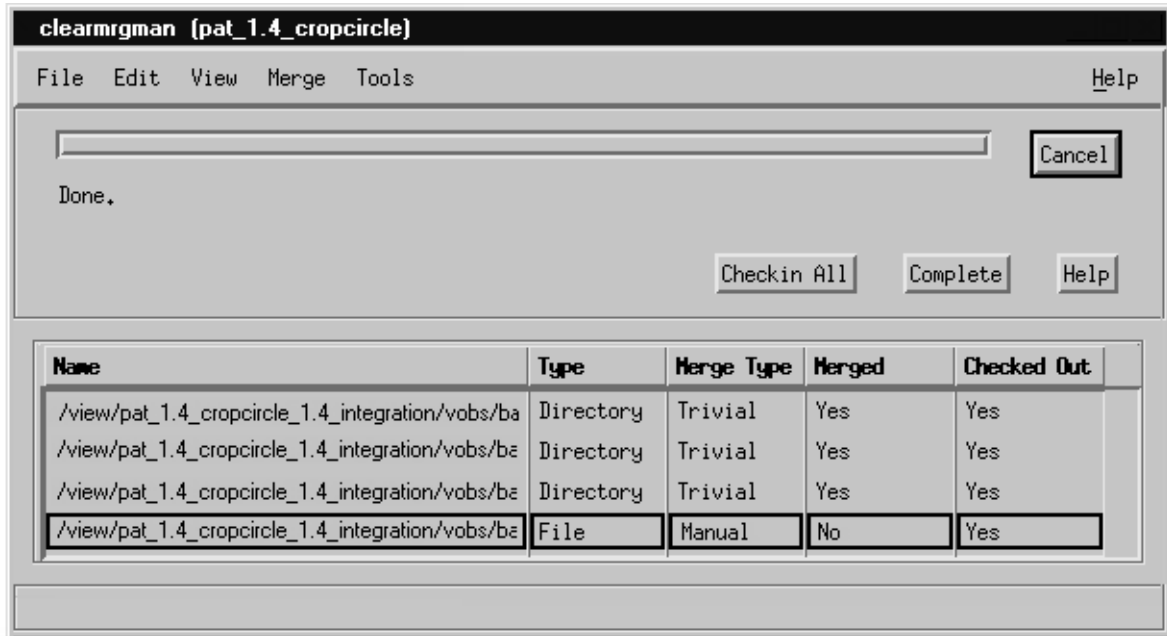 clearmrgman (pat_1.4_cropcircle)
File Edit View Merge Tools Help
Cancel
Done.
Checkin All Complete Help
Name Type Merge Type Merged Checked Out
/view/pat_1.4_cropcircle_1.4_integration/vobs/ba Directory Trivial Yes Yes
/view/pat_1.4_cropcircle_1.4_integration/vobs/ba Directory Trivial Yes Yes
/view/pat_1.4_cropcircle_1.4_integration/vobs/ba Directory Trivial Yes Yes
/view/pat_1.4_cropcircle_1.4_integration/vobs/ba File Manual No Yes